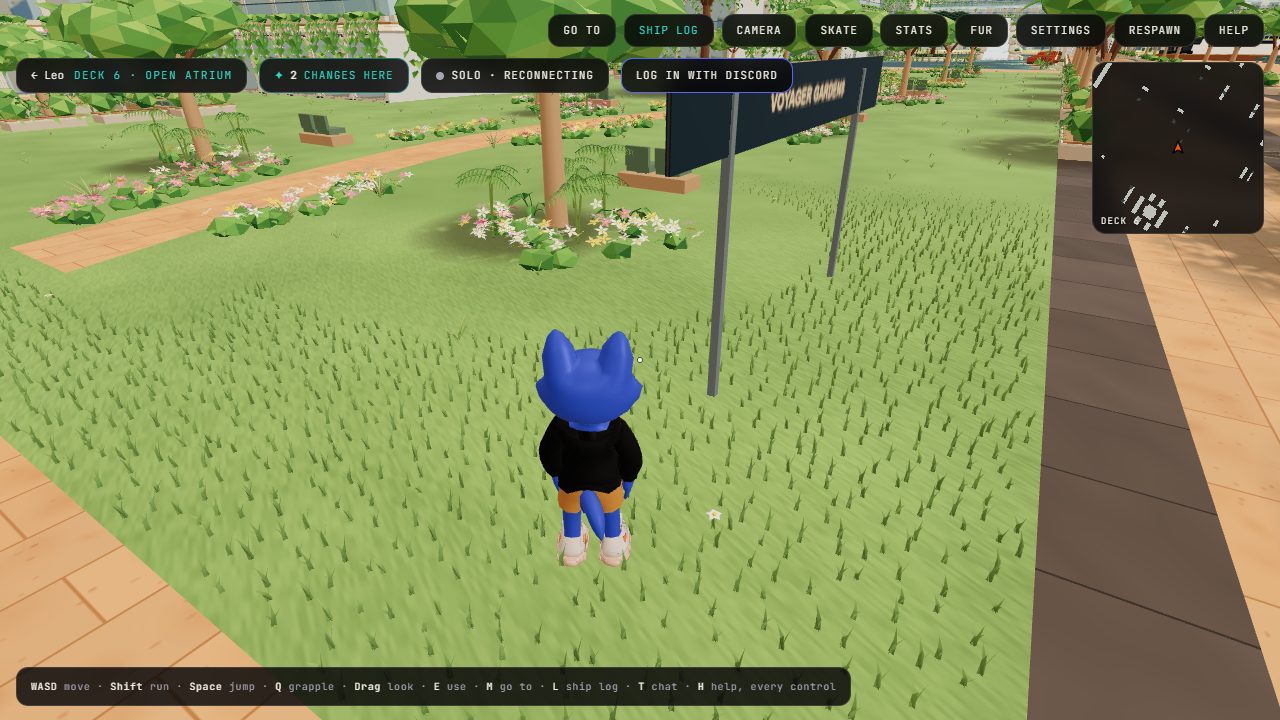 GO TO
SHIP LOG
CAMERA
SKATE
STATS
FUR
SETTINGS
RESPAWN
HELP
← Leo DECK 6 · OPEN ATRIUM
✦ 2 CHANGES HERE
SOLO · RECONNECTING
LOG IN WITH DISCORD
VOYAGER GARDENS
DECK
WASD move · Shift run · Space jump · Q grapple · Drag look · E use · M go to · L ship log · T chat · H help, every control